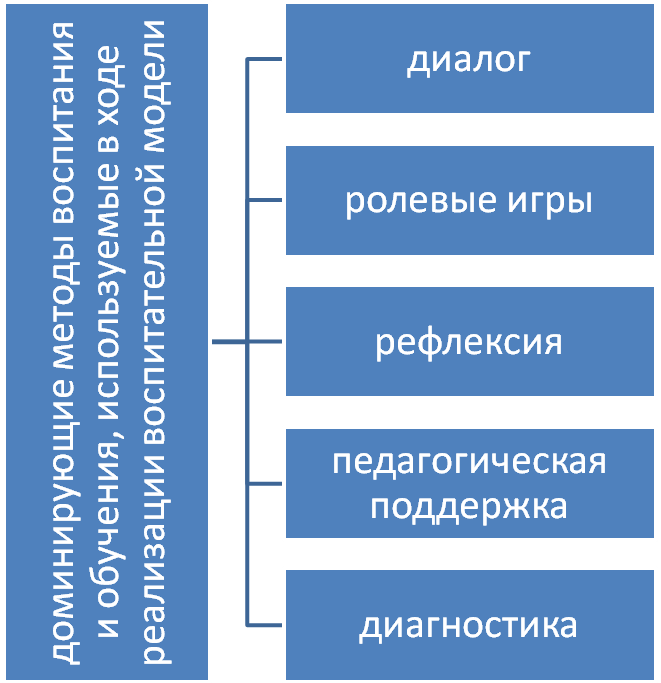 доминирующие методы воспитания
и обучения, используемые в ходе
реализации воспитательной модели
диалог
ролевые игры
рефлексия
педагогическая
поддержка
диагностика